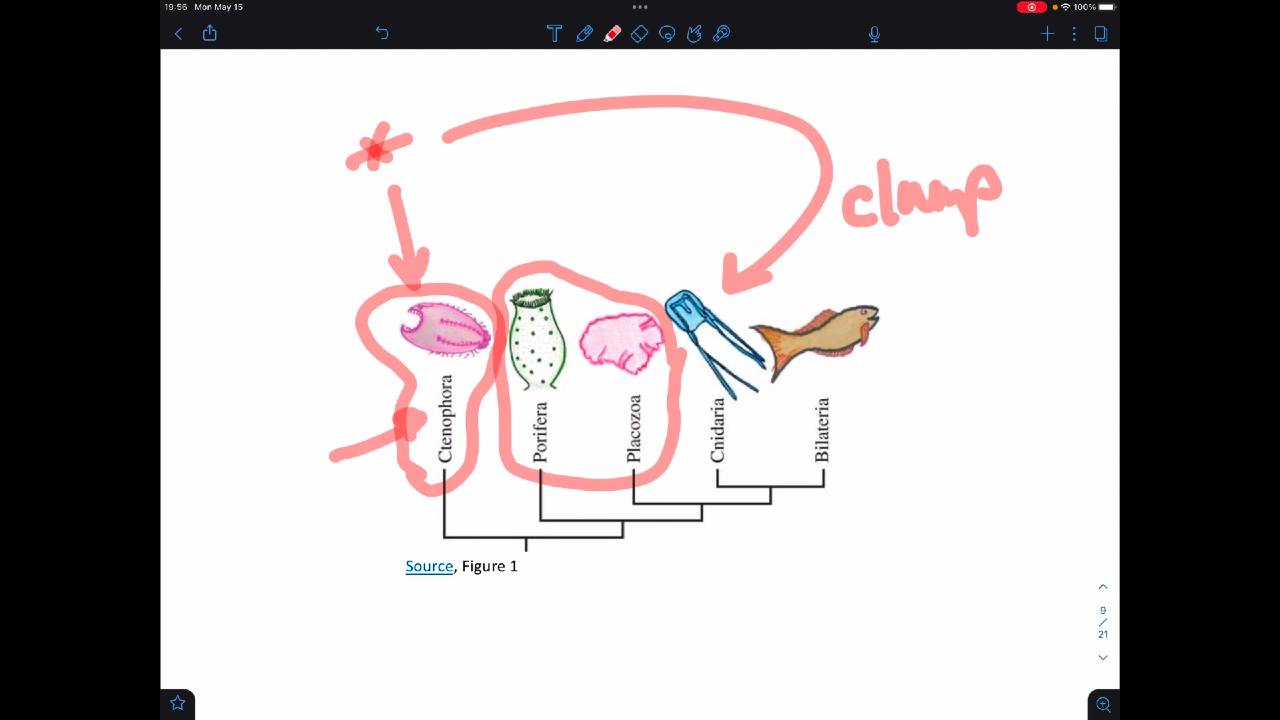 19:56 Mon May 15
100%
T
*
clamp
Ctenophora
Porifera
Placozoa
Cnidaria
Bilateria
Source, Figure 1
9
/
21